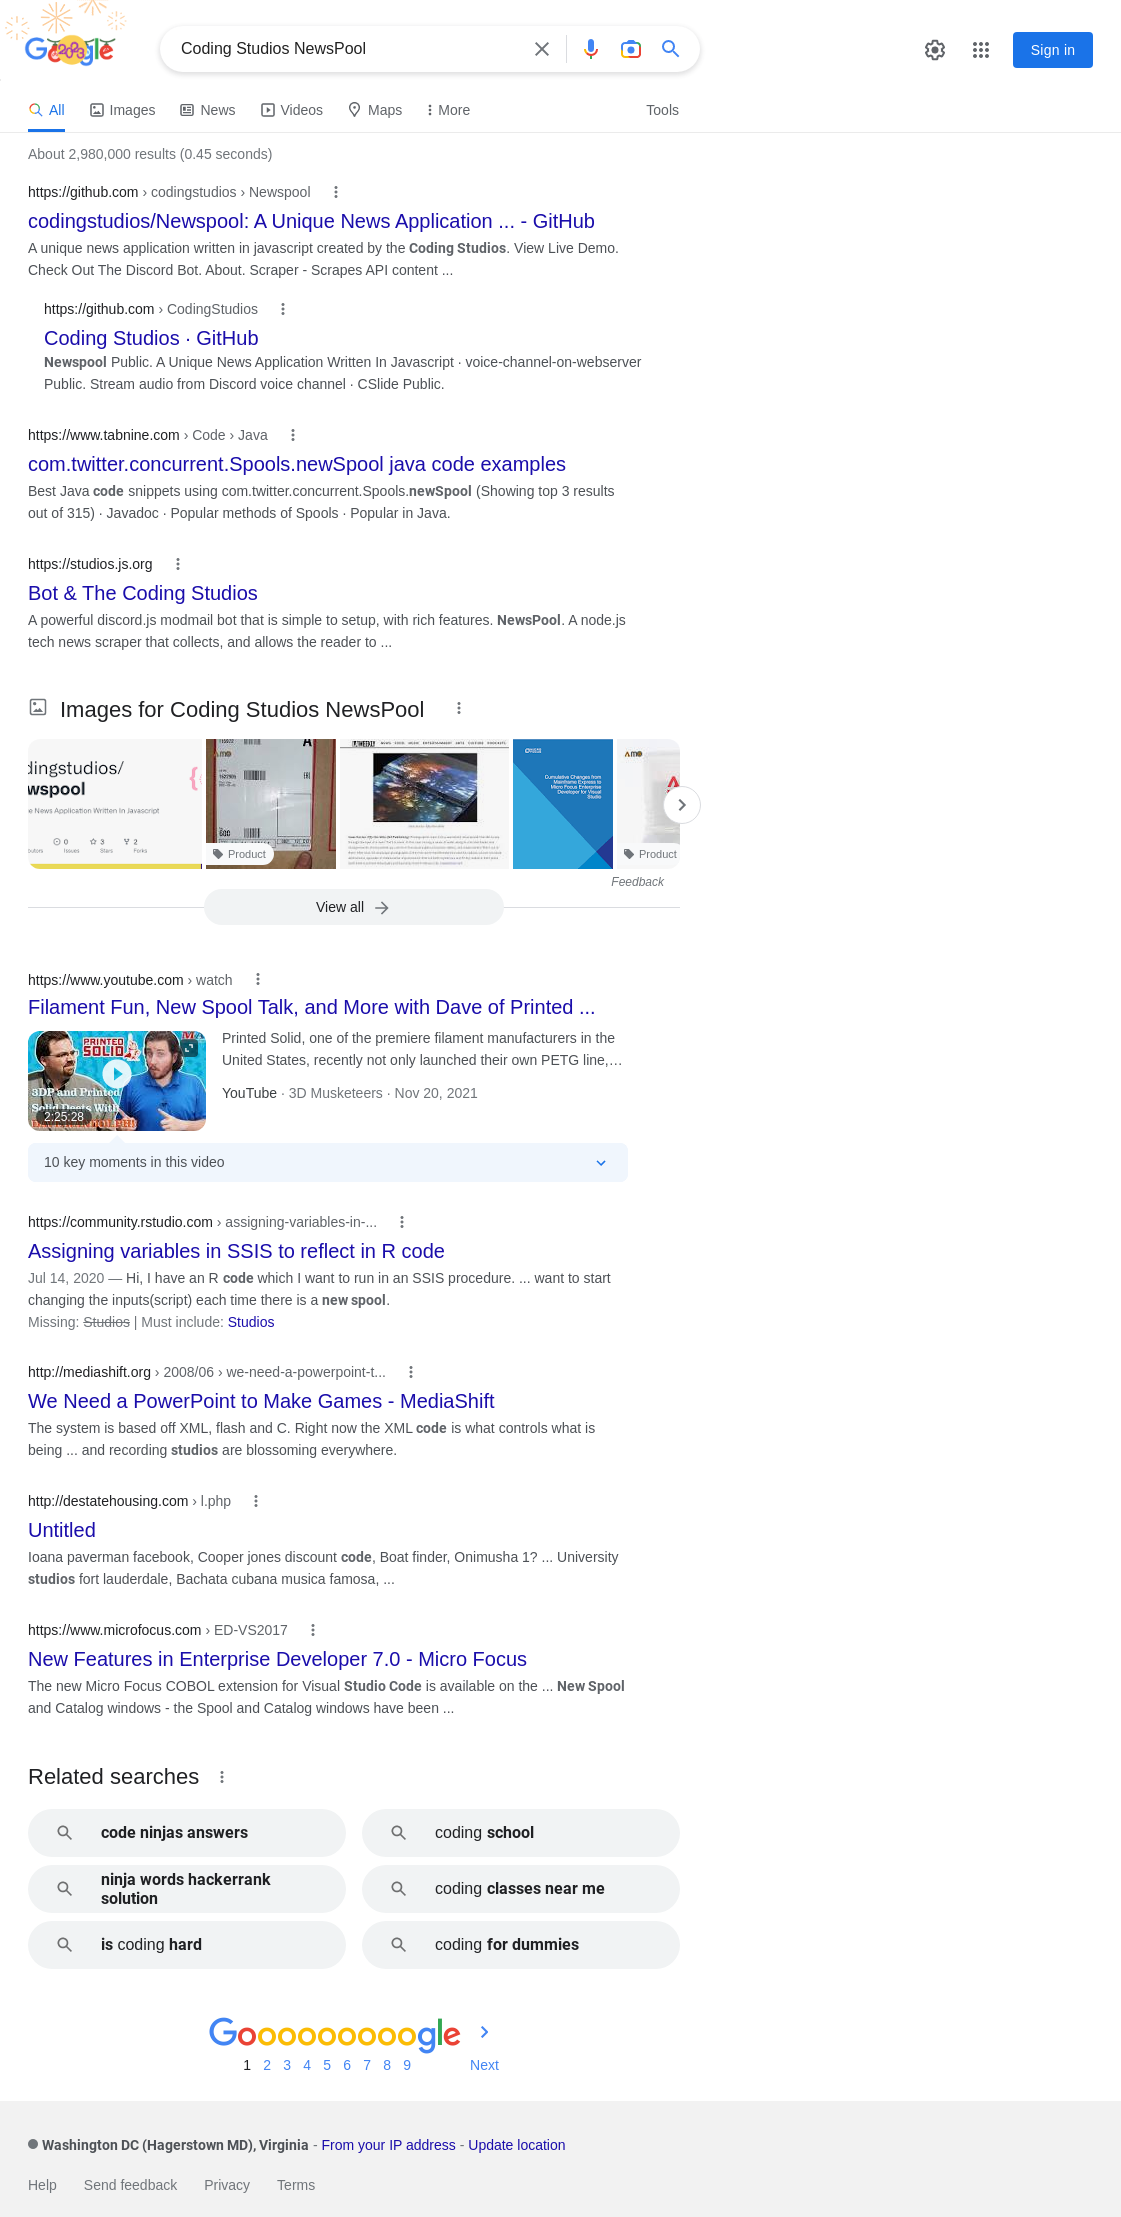 Google
Coding Studios NewsPool
Sign in
All
Images
News
Videos
Maps
More
Tools
About 2,980,000 results (0.45 seconds)
https://github.com › codingstudios › Newspool
codingstudios/Newspool: A Unique News Application ... - GitHub
A unique news application written in javascript created by the Coding Studios. View Live Demo.
Check Out The Discord Bot. About. Scraper - Scrapes API content ...
https://github.com › CodingStudios
Coding Studios · GitHub
Newspool Public. A Unique News Application Written In Javascript · voice-channel-on-webserver
Public. Stream audio from Discord voice channel · CSlide Public.
https://www.tabnine.com › Code › Java
com.twitter.concurrent.Spools.newSpool java code examples
Best Java code snippets using com.twitter.concurrent.Spools.newSpool (Showing top 3 results
out of 315) · Javadoc · Popular methods of Spools · Popular in Java.
https://studios.js.org
Bot & The Coding Studios
A powerful discord.js modmail bot that is simple to setup, with rich features. NewsPool. A node.js
tech news scraper that collects, and allows the reader to ...
Images for Coding Studios NewsPool
dingstudios/
wspool
e News Application Written In Javascript
0
3
2
Issues
Stars
Forks
Product
Cumulative Changes from
Mainframe Express to
Micro Focus Enterprise
Developer for Visual
Studio
Product
Feedback
View all
https://www.youtube.com › watch
Filament Fun, New Spool Talk, and More with Dave of Printed ...
PRINTED
SOLID
3DP and Printed
Solid Deets With
2:25:28
Printed Solid, one of the premiere filament manufacturers in the
United States, recently not only launched their own PETG line,...
YouTube · 3D Musketeers · Nov 20, 2021
10 key moments in this video
https://community.rstudio.com › assigning-variables-in-...
Assigning variables in SSIS to reflect in R code
Jul 14, 2020 — Hi, I have an R code which I want to run in an SSIS procedure. ... want to start
changing the inputs(script) each time there is a new spool.
Missing: Studios | Must include: Studios
http://mediashift.org › 2008/06 › we-need-a-powerpoint-t...
We Need a PowerPoint to Make Games - MediaShift
The system is based off XML, flash and C. Right now the XML code is what controls what is
being ... and recording studios are blossoming everywhere.
http://destatehousing.com › l.php
Untitled
Ioana paverman facebook, Cooper jones discount code, Boat finder, Onimusha 1? ... University
studios fort lauderdale, Bachata cubana musica famosa, ...
https://www.microfocus.com › ED-VS2017
New Features in Enterprise Developer 7.0 - Micro Focus
The new Micro Focus COBOL extension for Visual Studio Code is available on the ... New Spool
and Catalog windows - the Spool and Catalog windows have been ...
Related searches
code ninjas answers
coding school
ninja words hackerrank
solution
coding classes near me
is coding hard
coding for dummies
Gooooooooogle
1 2 3 4 5 6 7 8 9 Next
Washington DC (Hagerstown MD), Virginia - From your IP address - Update location
Help
Send feedback
Privacy
Terms